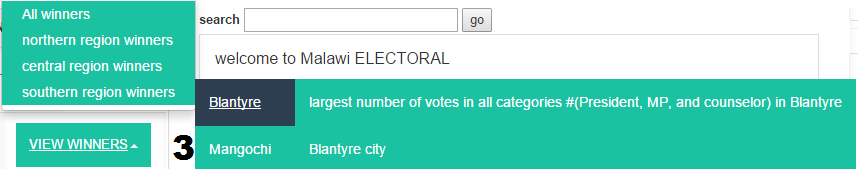 All winners
northern region winners
central region winners
southern region winners
VIEW WINNERS
search go
welcome to Malawi ELECTORAL
3
Blantyre largest number of votes in all categories #(President, MP, and counselor) in Blantyre
Mangochi Blantyre city